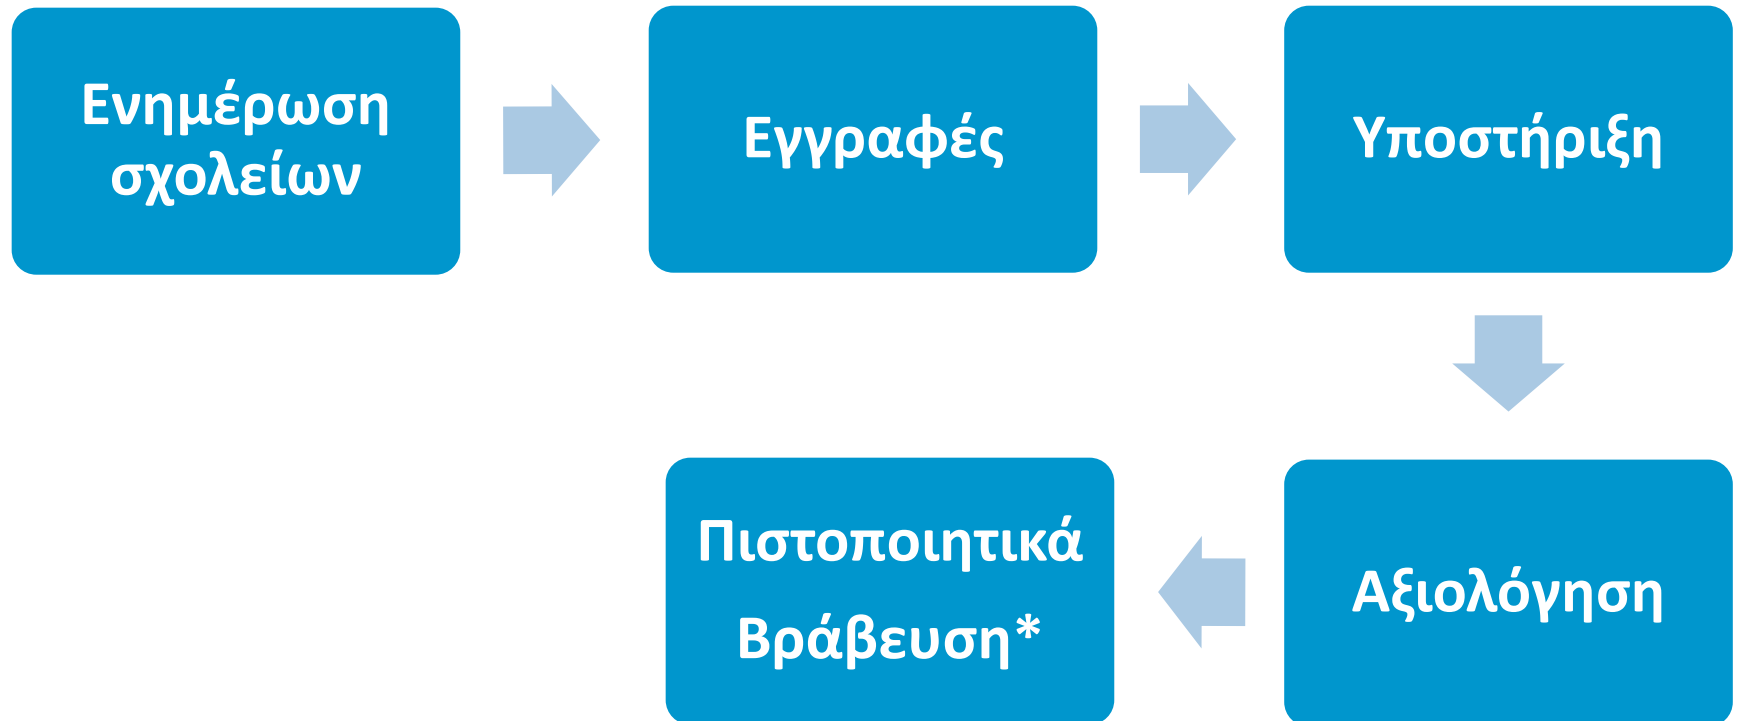 Ενημέρωση
σχολείων
Εγγραφές
Υποστήριξη
Αξιολόγηση
Πιστοποιητικά
Βράβευση*